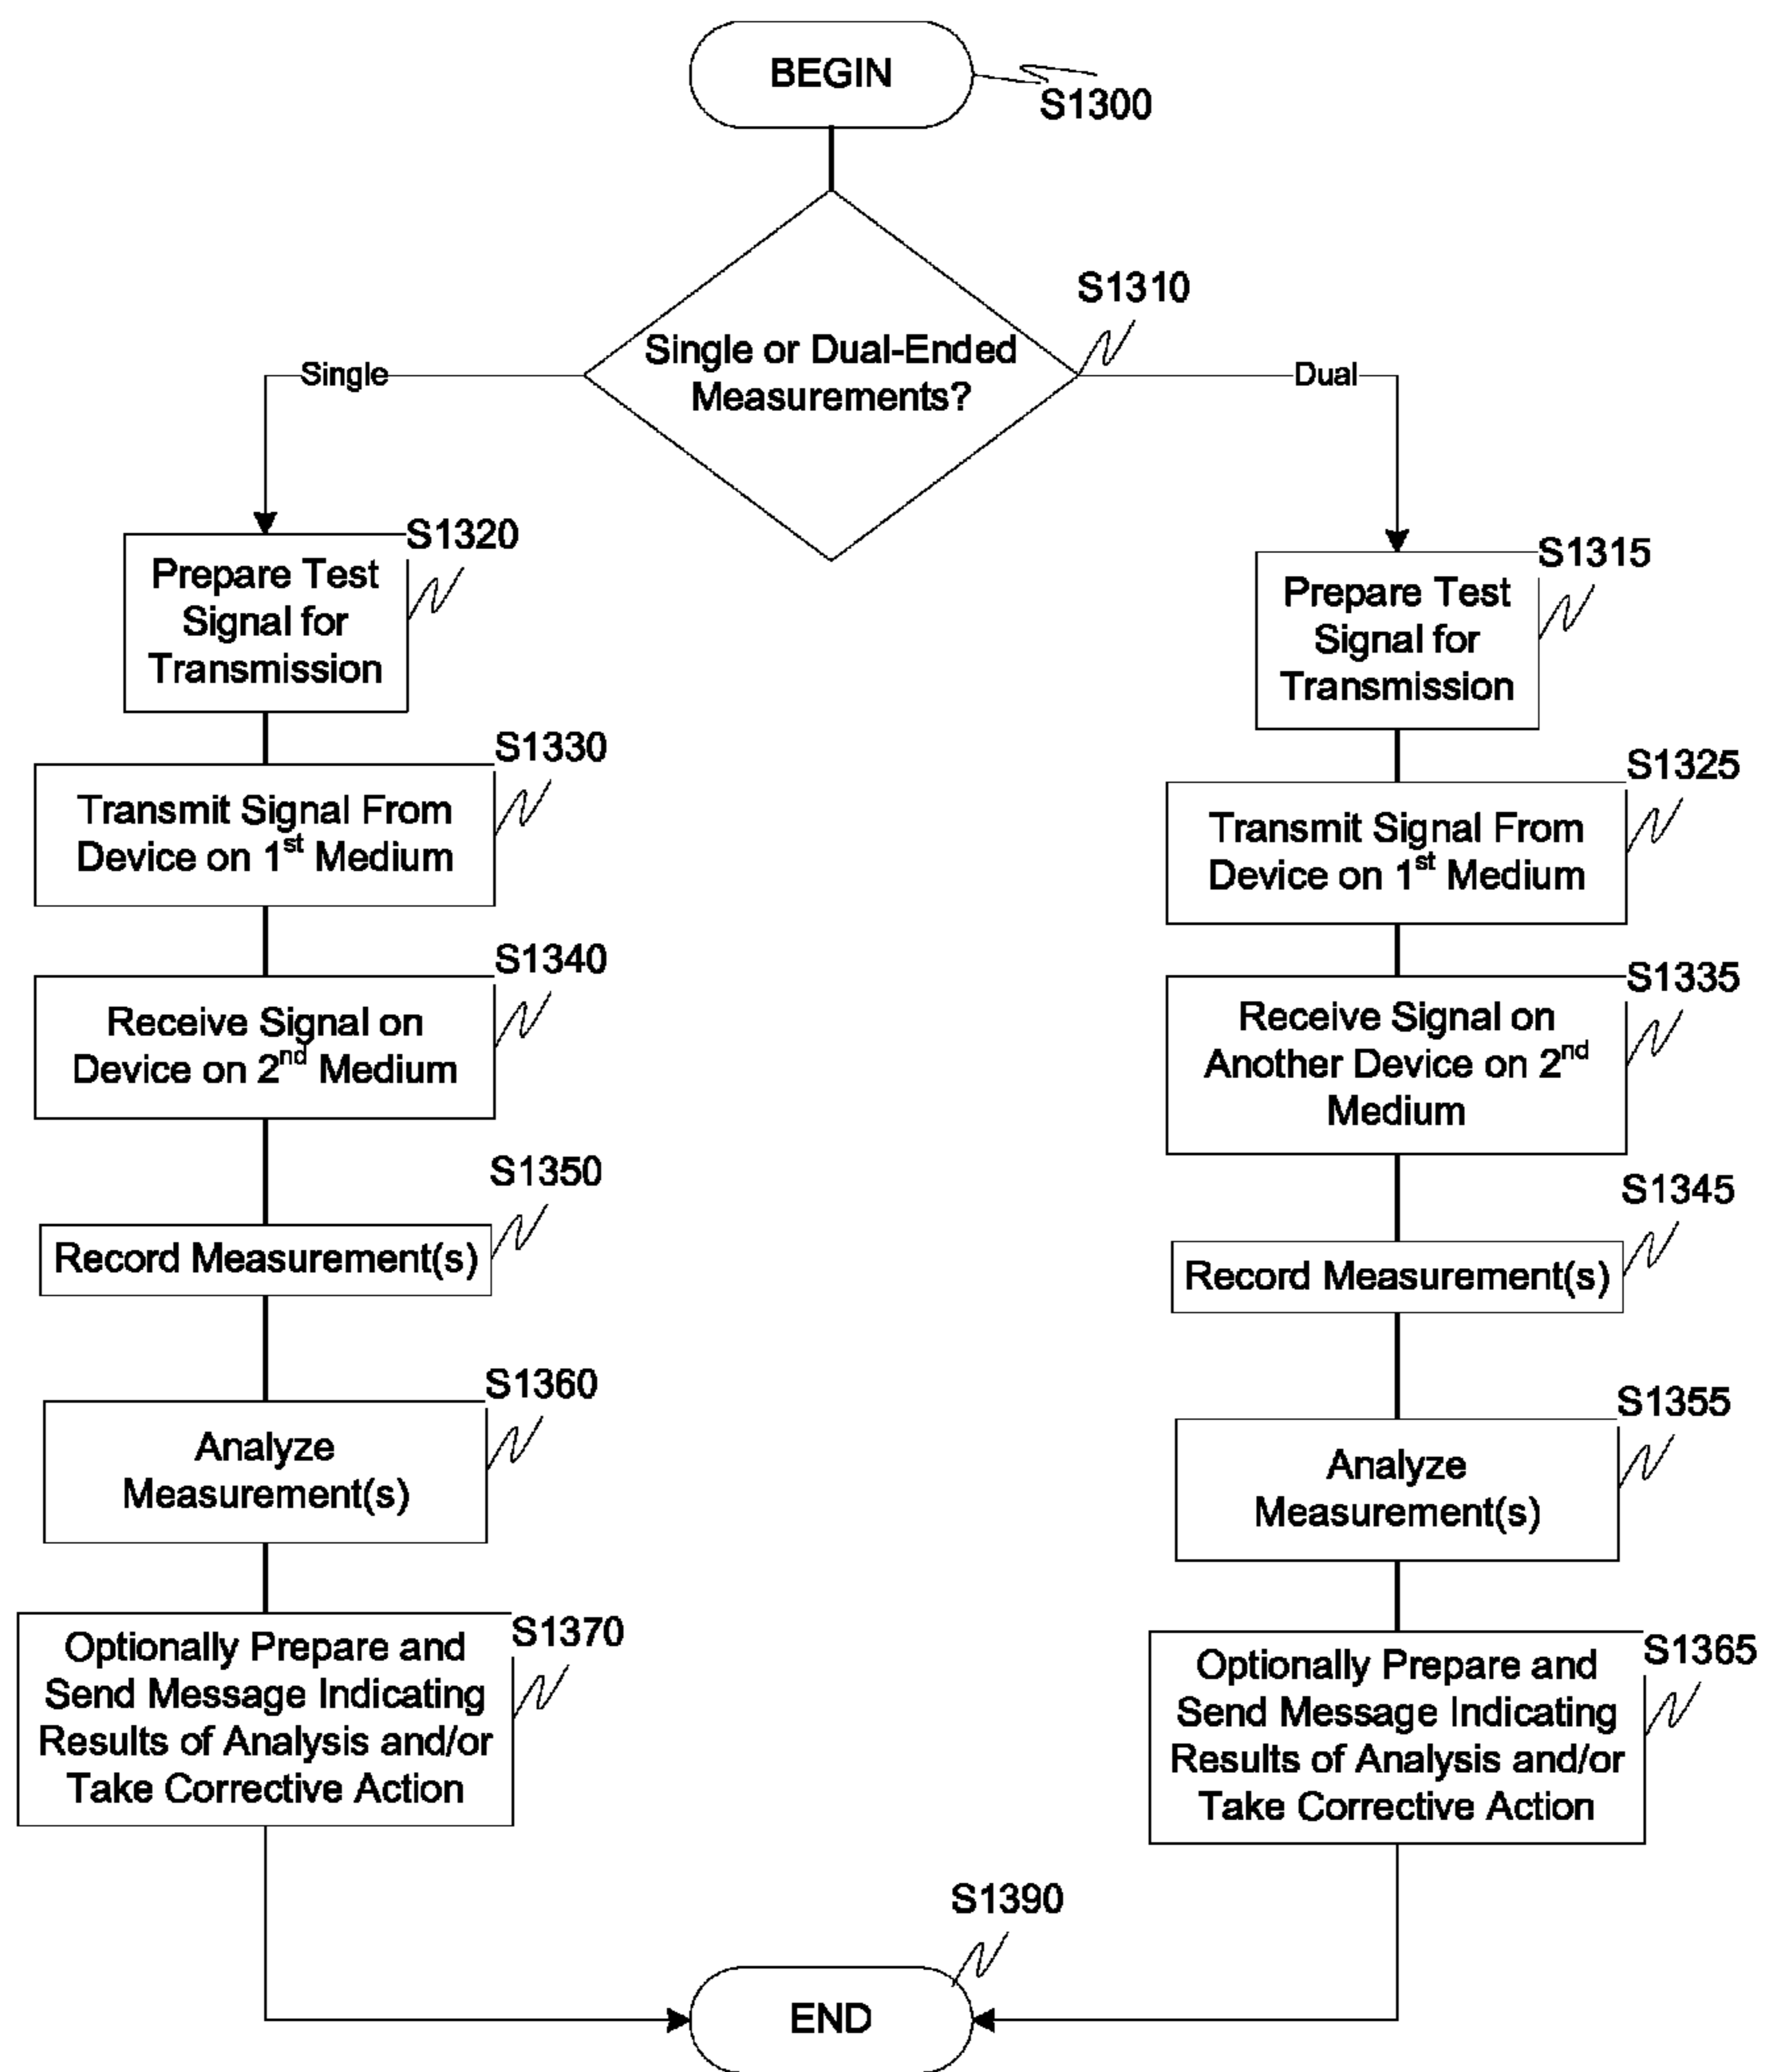 BEGIN
S1300
S1310
Single or Dual-Ended
Measurements?
Single
Dual
S1320
Prepare Test
Signal for
Transmission
S1330
Transmit Signal From
Device on 1st Medium
S1340
Receive Signal on
Device on 2nd Medium
S1350
Record Measurement(s)
S1360
Analyze
Measurement(s)
S1370
Optionally Prepare and
Send Message Indicating
Results of Analysis and/or
Take Corrective Action
S1315
Prepare Test
Signal for
Transmission
S1325
Transmit Signal From
Device on 1st Medium
S1335
Receive Signal on
Another Device on 2nd
Medium
S1345
Record Measurement(s)
S1355
Analyze
Measurement(s)
S1365
Optionally Prepare and
Send Message Indicating
Results of Analysis and/or
Take Corrective Action
S1390
END